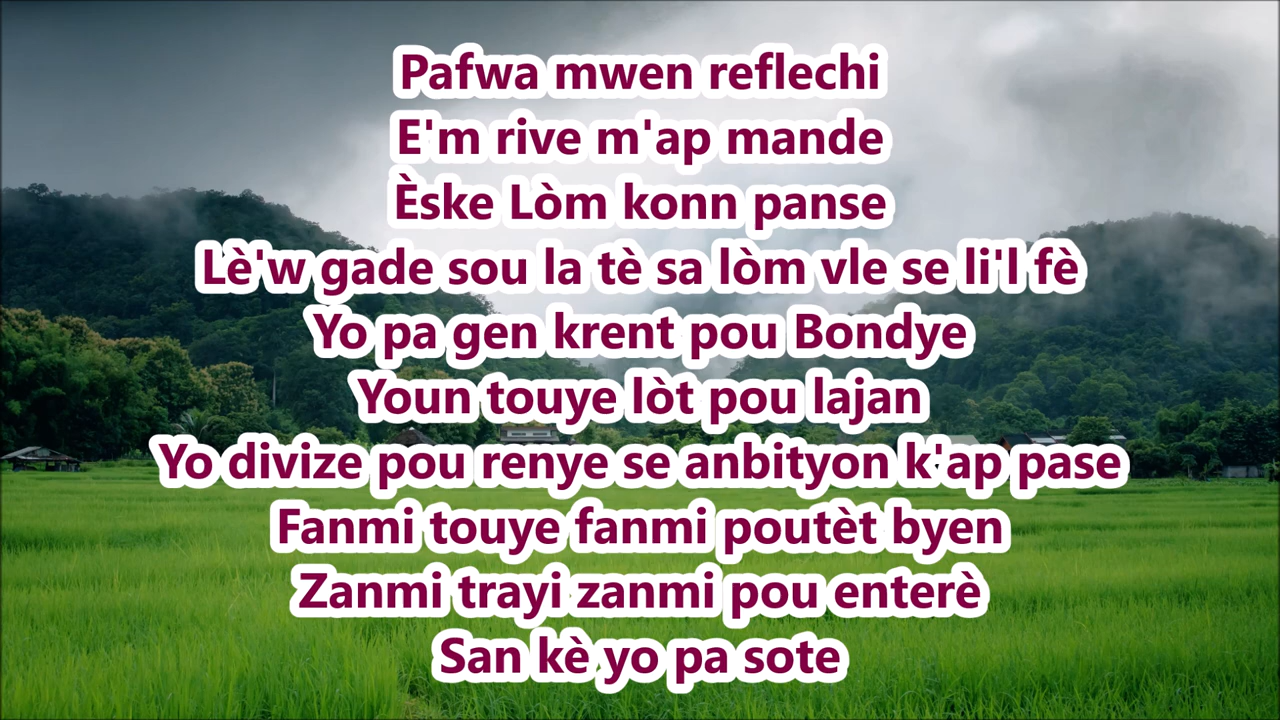 Pafwa mwen reflechi
E'm rive m'ap mande
Èske Lòm konn panse
Lè'w gade sou la tè sa lòm vle se li'l fè
Yo pa gen krent pou Bondye
Youn touye lòt pou lajan
Yo divize pou renye se anbityon k'ap pase
Fanmi touye fanmi poutèt byen
Zanmi trayi zanmi pou enterè
San kè yo pa sote